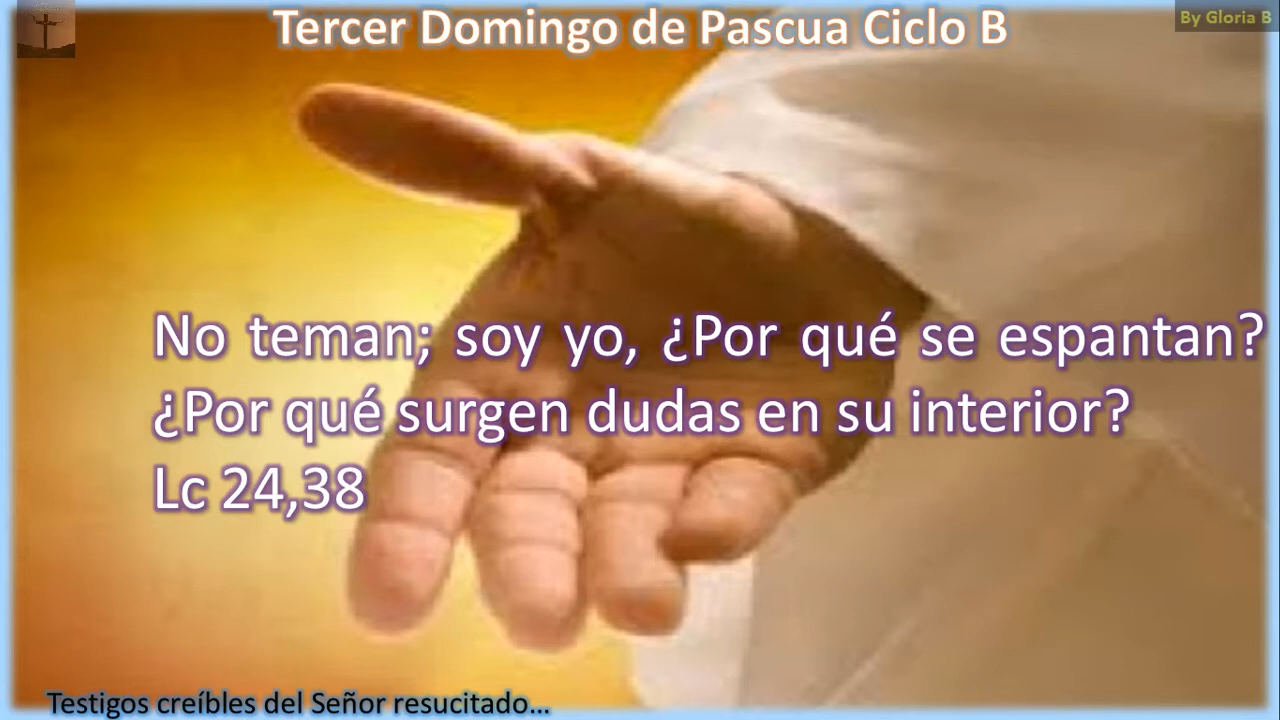 Tercer Domingo de Pascua Ciclo B
By Gloria B
No teman; soy yo, ¿Por qué se espantan?
¿Por qué surgen dudas en su interior?
Lc 24,38
Testigos creíbles del Señor resucitado...